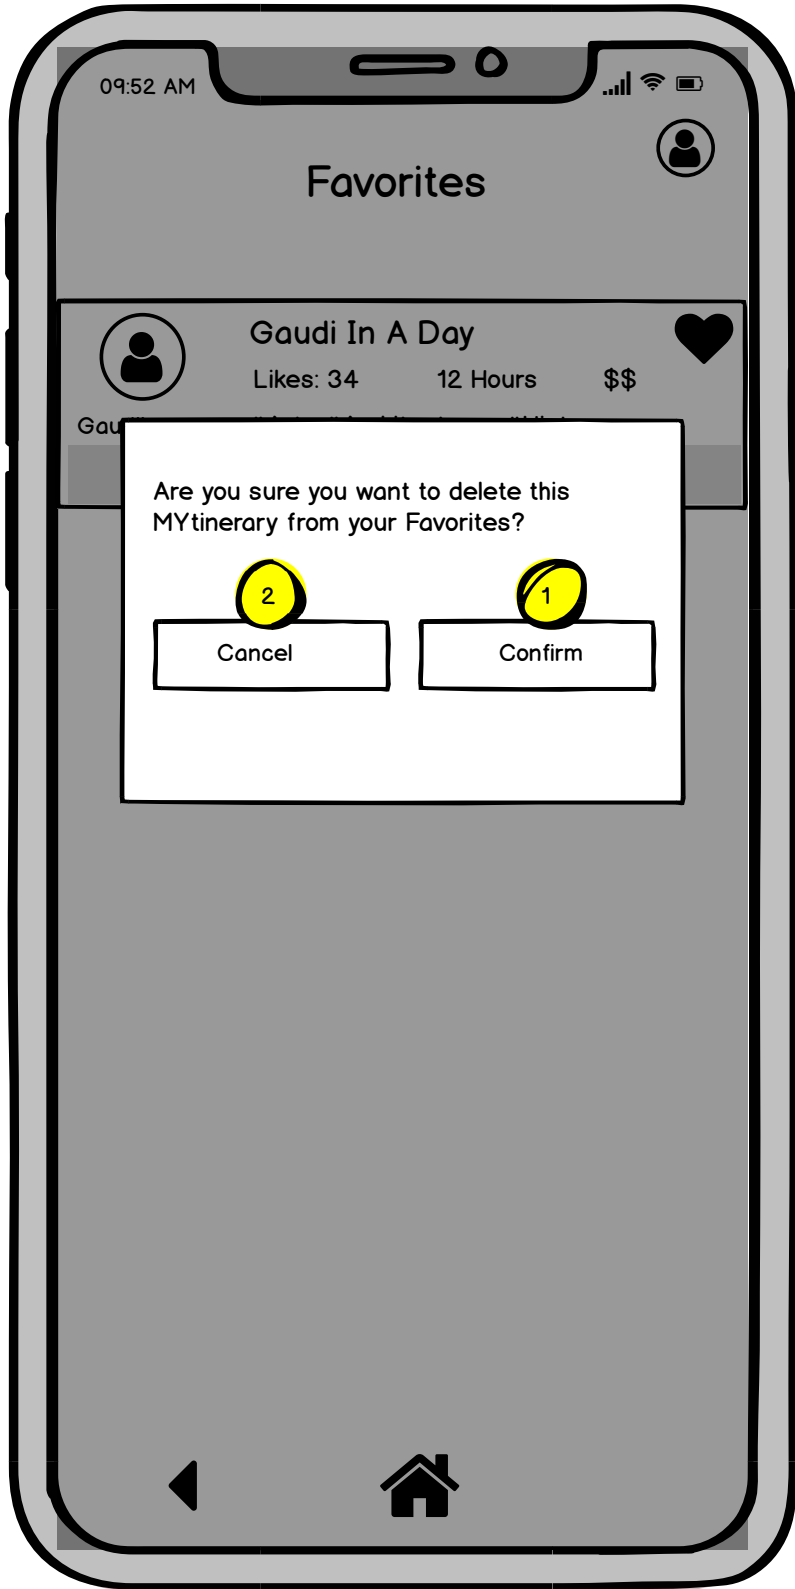 09:52 AM
Favorites
Gaudi In A Day
Likes: 34 12 Hours $$
Are you sure you want to delete this
MYtinerary from your Favorites?
2 1
Cancel Confirm